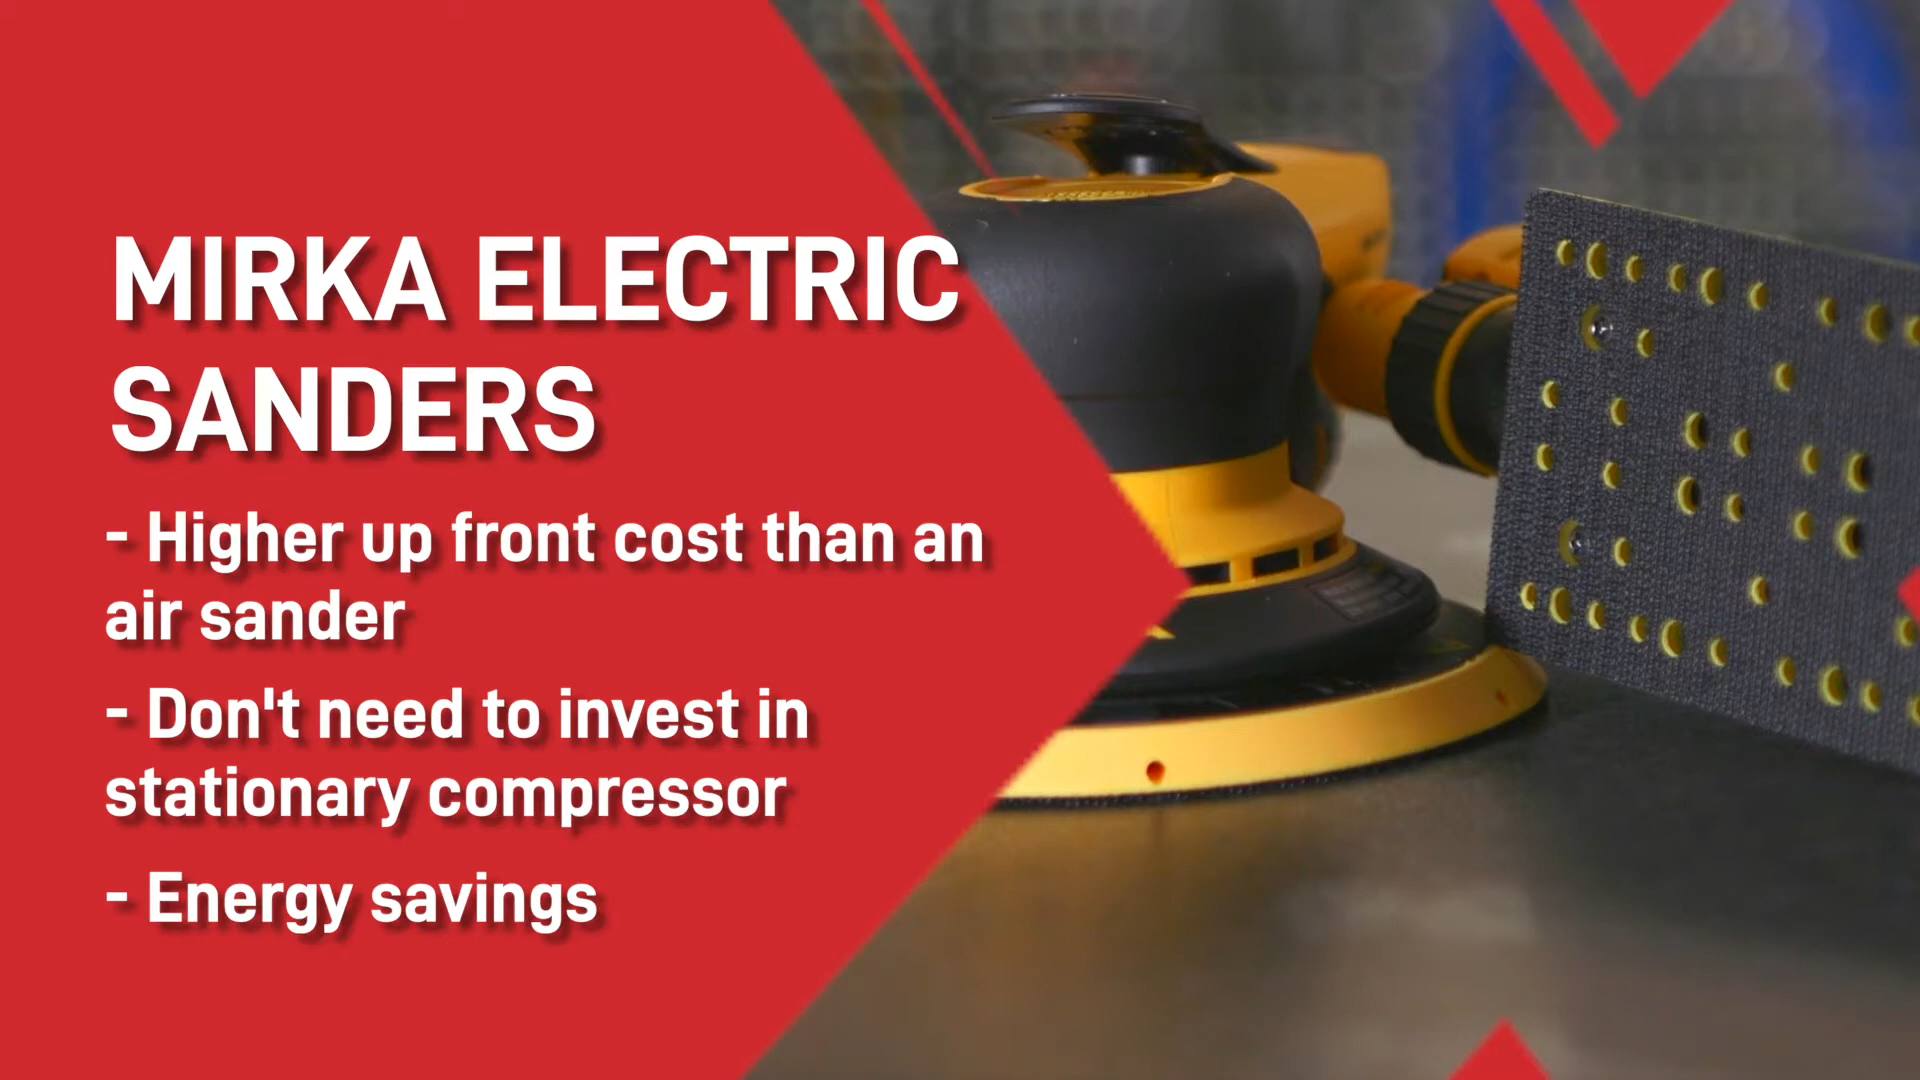 MIRKA ELECTRIC
SANDERS
- Higher up front cost than an
air sander
- Don't need to invest in
stationary compressor
- Energy savings